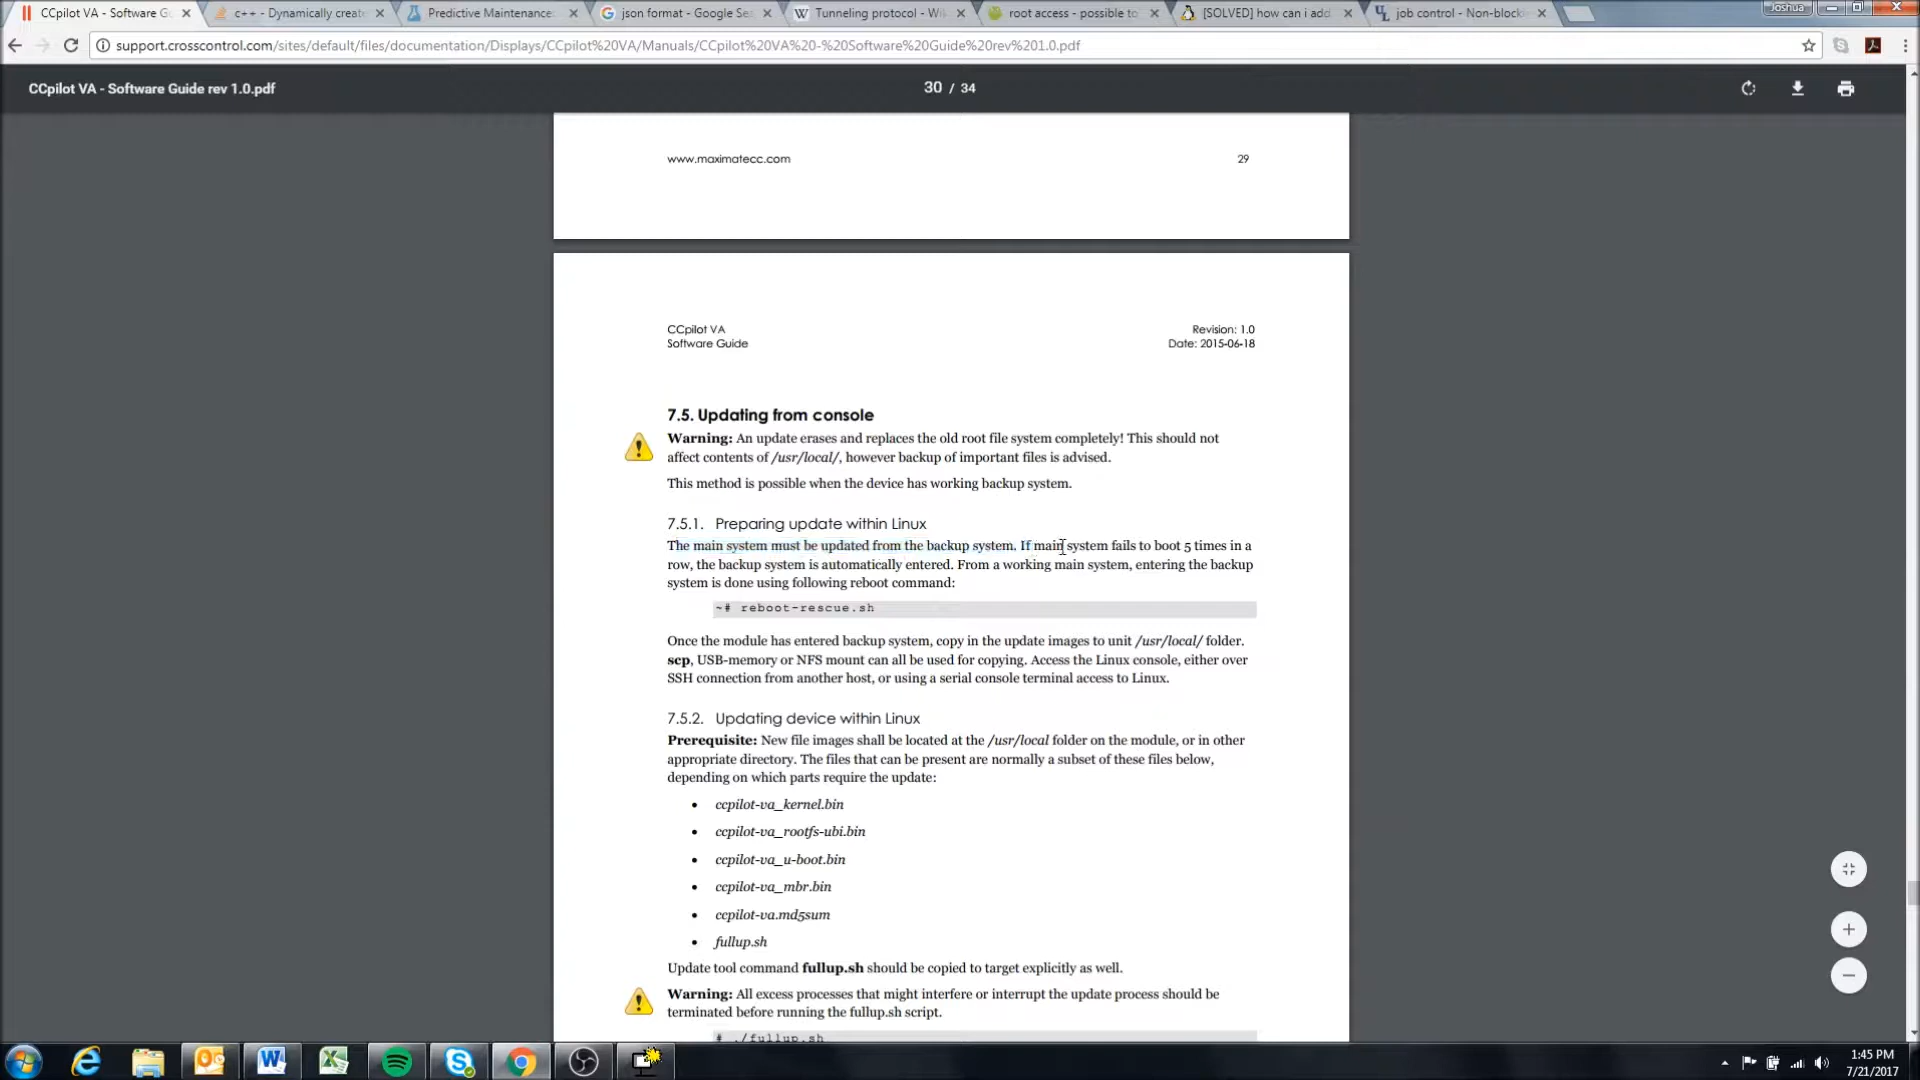 CCpilot VA - Software Gu
c++ - Dynamically create
Predictive Maintenance
json format - Google Sea
Tunneling protocol - Wi
root access - possible to
[SOLVED] how can i add
job control - Non-block
Joshua
support.crosscontrol.com/sites/default/files/documentation/Displays/CCpilot%20VA/Manuals/CCpilot%20VA%20-%20Software%20Guide%20rev%201.0.pdf
CCpilot VA - Software Guide rev 1.0.pdf
30 / 34
www.maximatecc.com 29
CCpilot VA Revision: 1.0
Software Guide Date: 2015-06-18
7.5. Updating from console
Warning: An update erases and replaces the old root file system completely! This should not
affect contents of /usr/local/, however backup of important files is advised.
This method is possible when the device has working backup system.
7.5.1. Preparing update within Linux
The main system must be updated from the backup system. If main system fails to boot 5 times in a
row, the backup system is automatically entered. From a working main system, entering the backup
system is done using following reboot command:
~# reboot-rescue.sh
Once the module has entered backup system, copy in the update images to unit /usr/local/ folder.
scp, USB-memory or NFS mount can all be used for copying. Access the Linux console, either over
SSH connection from another host, or using a serial console terminal access to Linux.
7.5.2. Updating device within Linux
Prerequisite: New file images shall be located at the /usr/local folder on the module, or in other
appropriate directory. The files that can be present are normally a subset of these files below,
depending on which parts require the update:
• ccpilot-va_kernel.bin
• ccpilot-va_rootfs-ubi.bin
• ccpilot-va_u-boot.bin
• ccpilot-va_mbr.bin
• ccpilot-va.md5sum
• fullup.sh
Update tool command fullup.sh should be copied to target explicitly as well.
Warning: All excess processes that might interfere or interrupt the update process should be
terminated before running the fullup.sh script.
# ./fullup.sh
1:45 PM
7/21/2017